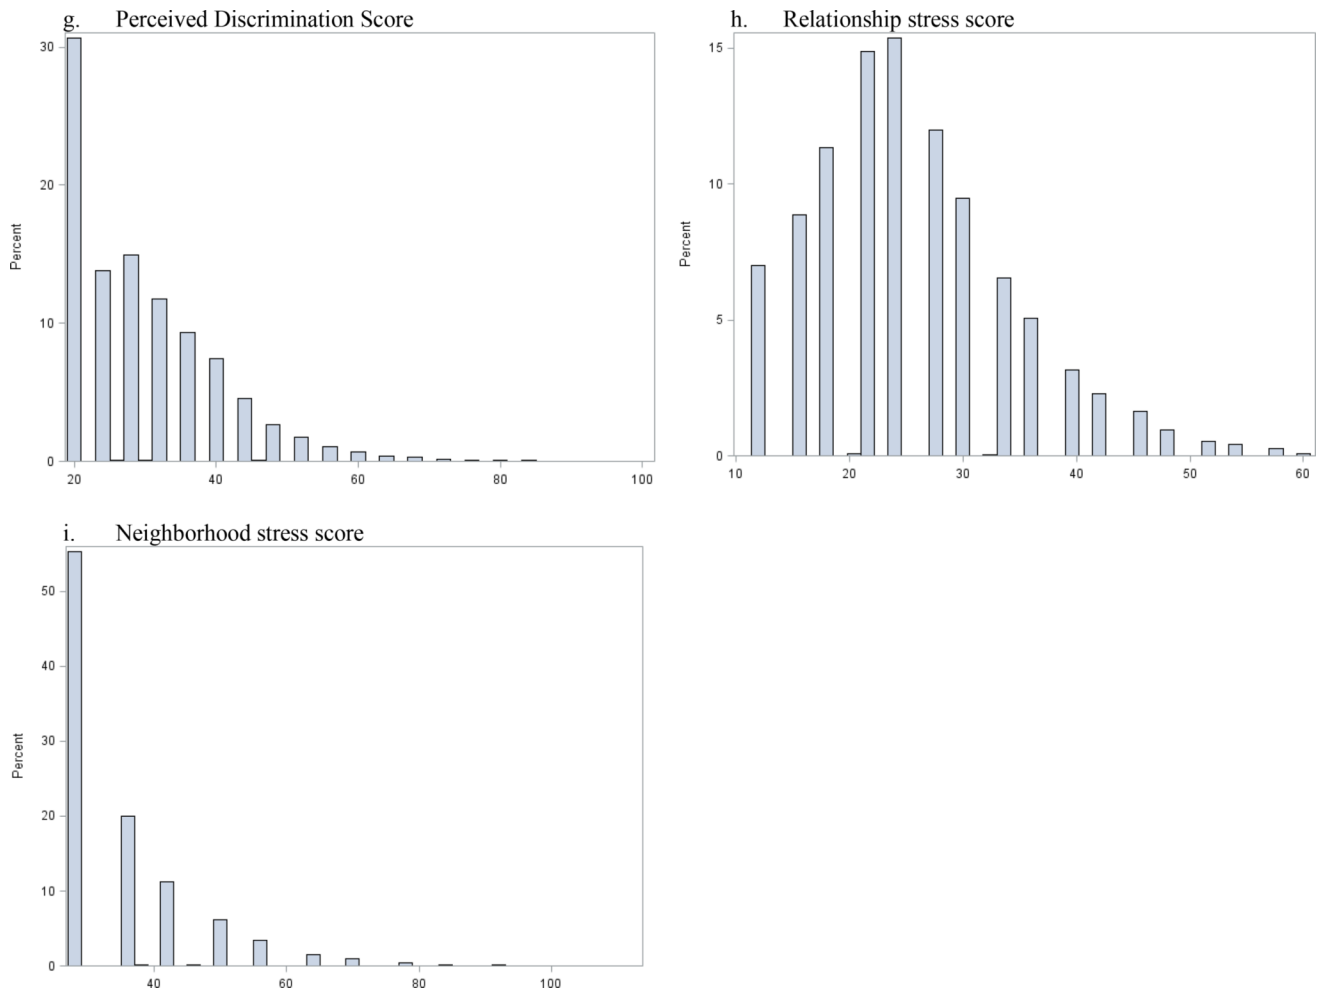 g. Perceived Discrimination Score
30
20
10
0
Percent
20 40 60 80 100
h. Relationship stress score
15
10
5
0
Percent
10 20 30 40 50 60
i. Neighborhood stress score
50
40
30
20
10
0
Percent
40 60 80 100